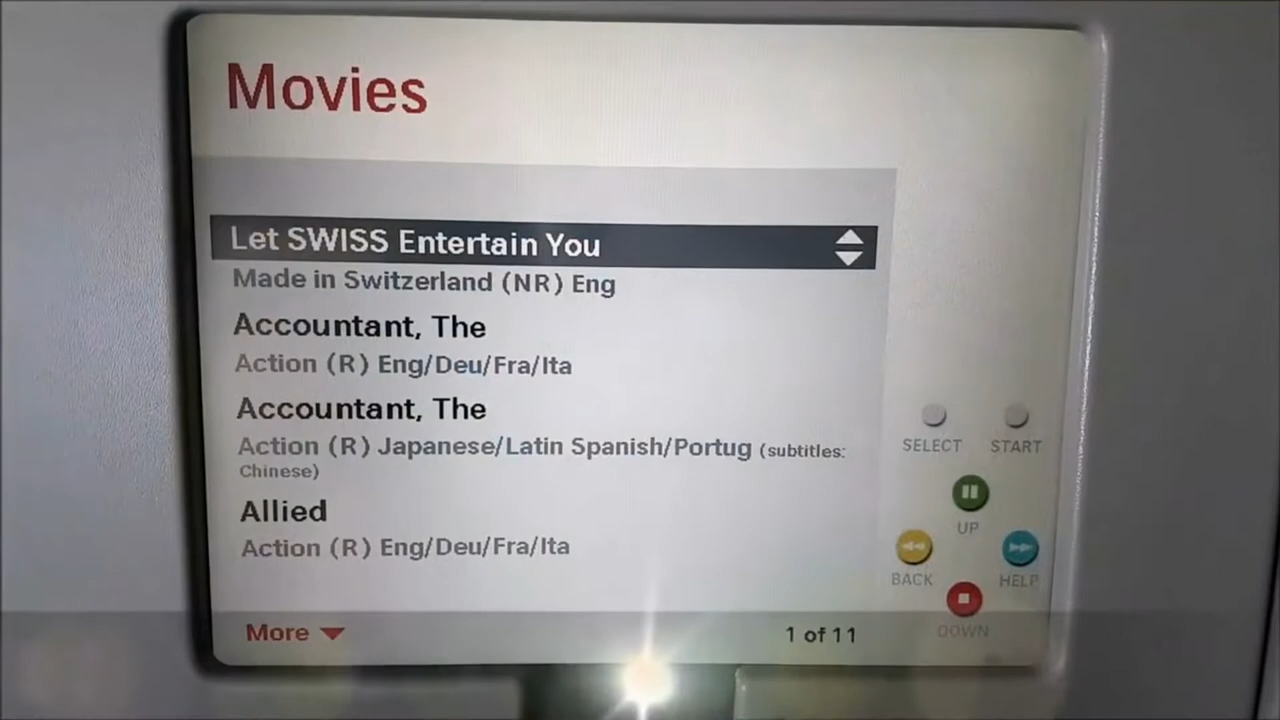 Movies
Let SWISS Entertain You
Made in Switzerland (NR) Eng
Accountant, The
Action (R) Eng/Deu/Fra/Ita
Accountant, The
Action (R) Japanese/Latin Spanish/Portug (subtitles:
Chinese)
Allied
Action (R) Eng/Deu/Fra/Ita
More
1 of 11
SELECT
START
UP
BACK
HELP
DOWN